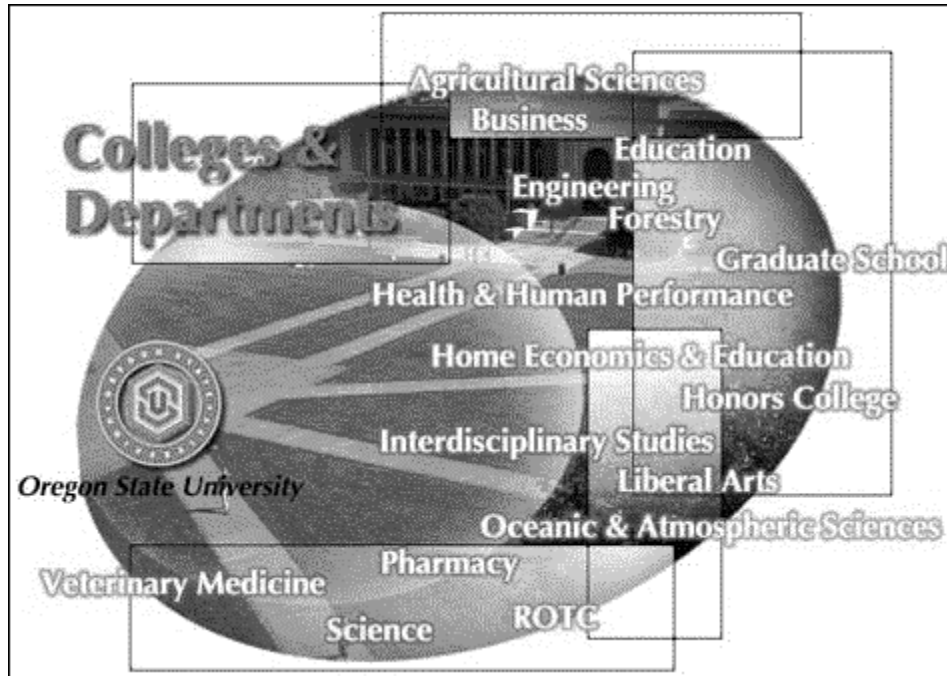 Colleges &
Departments
Agricultural Sciences
Business
Education
Engineering
Forestry
Graduate School
Health & Human Performance
Home Economics & Education
Honors College
Interdisciplinary Studies
Liberal Arts
Oregon State University
Oceanic & Atmospheric Sciences
Pharmacy
Veterinary Medicine
ROTC
Science